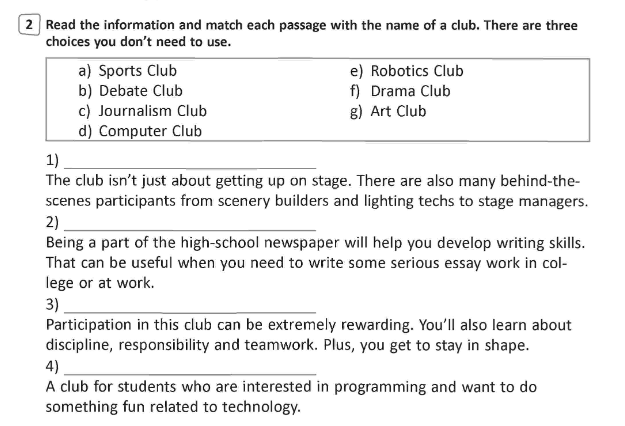 2 Read the information and match each passage with the name of a club. There are three
choices you don't need to use.
a) Sports Club
b) Debate Club
c) Journalism Club
d) Computer Club
e) Robotics Club
f) Drama Club
g) Art Club
1)
The club isn't just about getting up on stage. There are also many behind-the-
scenes participants from scenery builders and lighting techs to stage managers.
2)
Being a part of the high-school newspaper will help you develop writing skills.
That can be useful when you need to write some serious essay work in col-
lege or at work.
3)
Participation in this club can be extremely rewarding. You'll also learn about
discipline, responsibility and teamwork. Plus, you get to stay in shape.
4)
A club for students who are interested in programming and want to do
something fun related to technology.